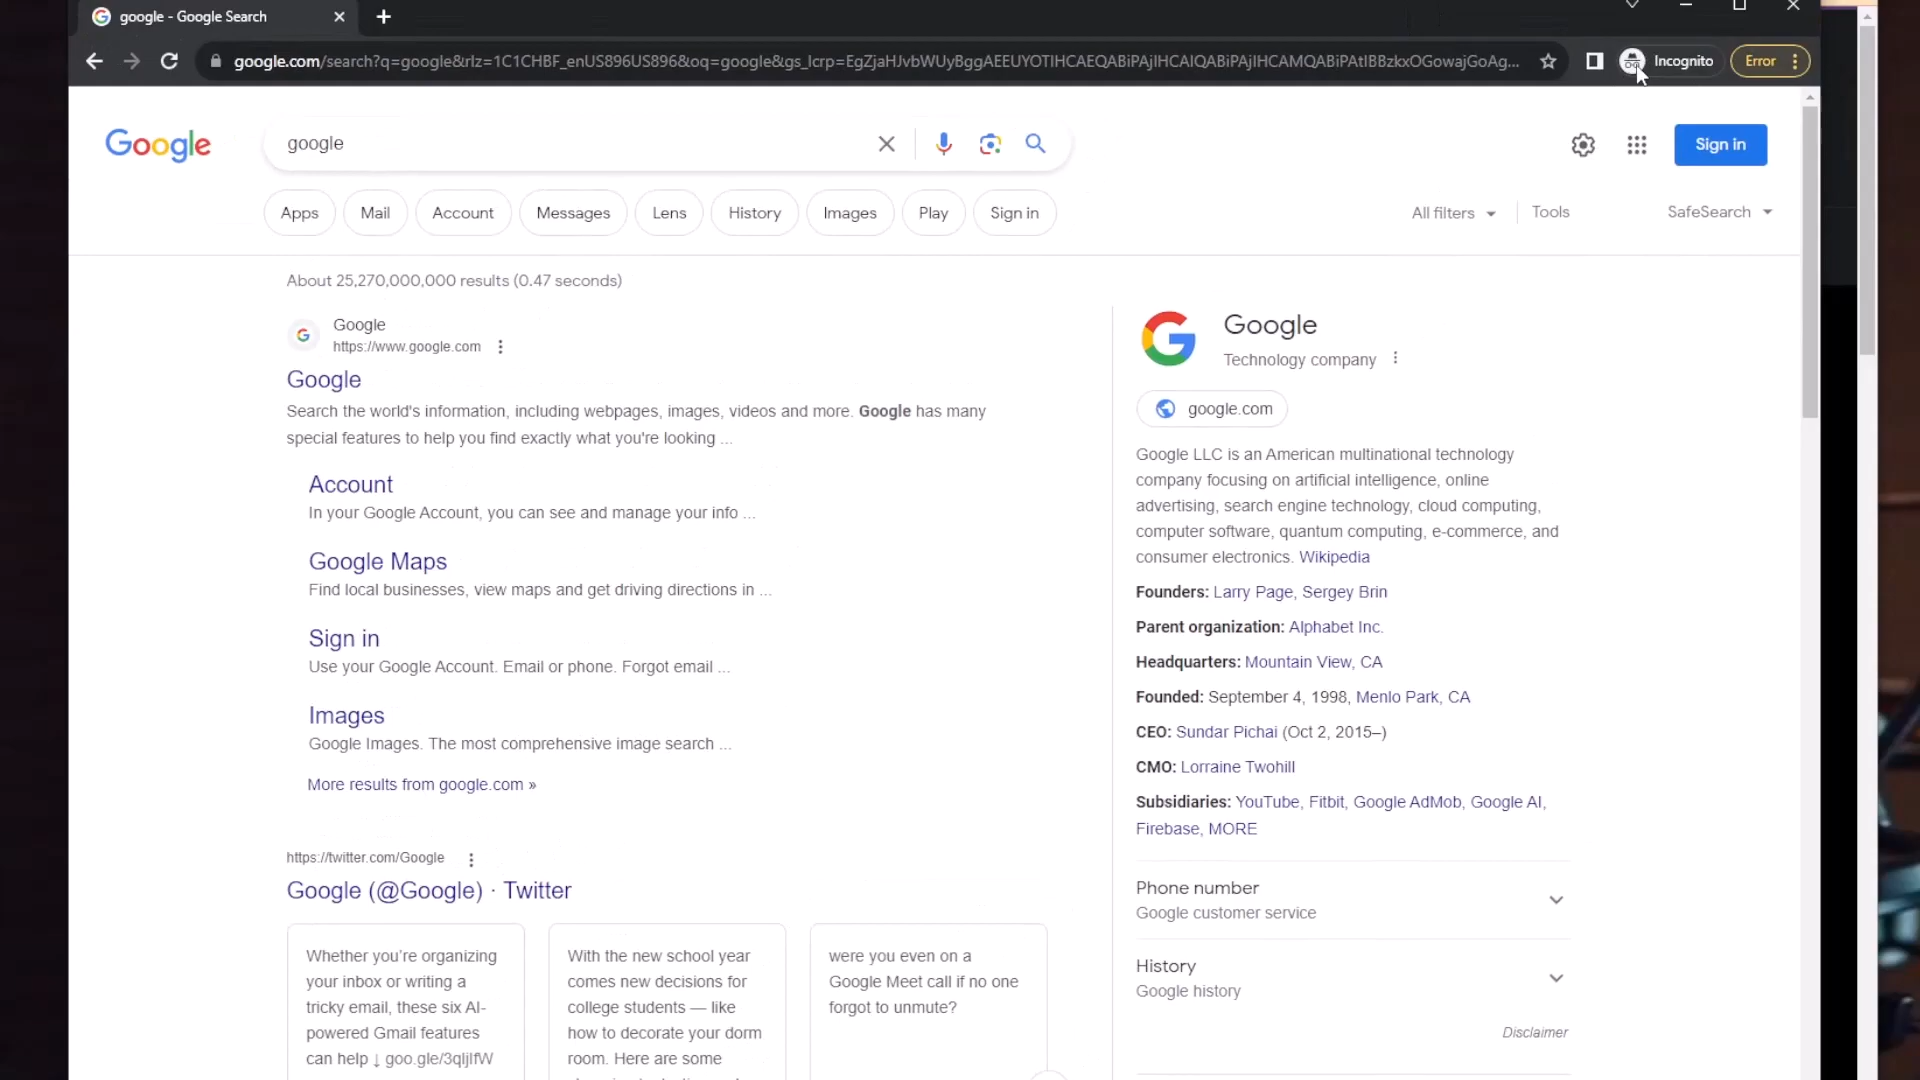 google - Google Search
google.com/search?q=google&rlz=1C1CHBF_enUS896US896&oq=google&gs_lcrp=EgZjaHJvbWUyBggAEEUYOTIHCAEQABiPAjIHCAIQABiPAjIHCAMQABiPAtIBBzkxOGowajGoAg...
Incognito
Error
Google
google
Sign in
Apps
Mail
Account
Messages
Lens
History
Images
Play
Sign in
All filters
Tools
SafeSearch
About 25,270,000,000 results (0.47 seconds)
Google
https://www.google.com
Google
Search the world's information, including webpages, images, videos and more. Google has many
special features to help you find exactly what you're looking ...
Account
In your Google Account, you can see and manage your info ...
Google Maps
Find local businesses, view maps and get driving directions in ...
Sign in
Use your Google Account. Email or phone. Forgot email ...
Images
Google Images. The most comprehensive image search ...
More results from google.com »
https://twitter.com/Google
Google (@Google) · Twitter
Whether you're organizing
your inbox or writing a
tricky email, these six AI-
powered Gmail features
can help ↓ goo.gle/3qljIfW
With the new school year
comes new decisions for
college students — like
how to decorate your dorm
room. Here are some
were you even on a
Google Meet call if no one
forgot to unmute?
Google
Technology company
google.com
Google LLC is an American multinational technology
company focusing on artificial intelligence, online
advertising, search engine technology, cloud computing,
computer software, quantum computing, e-commerce, and
consumer electronics. Wikipedia
Founders: Larry Page, Sergey Brin
Parent organization: Alphabet Inc.
Headquarters: Mountain View, CA
Founded: September 4, 1998, Menlo Park, CA
CEO: Sundar Pichai (Oct 2, 2015–)
CMO: Lorraine Twohill
Subsidiaries: YouTube, Fitbit, Google AdMob, Google AI,
Firebase, MORE
Phone number
Google customer service
History
Google history
Disclaimer